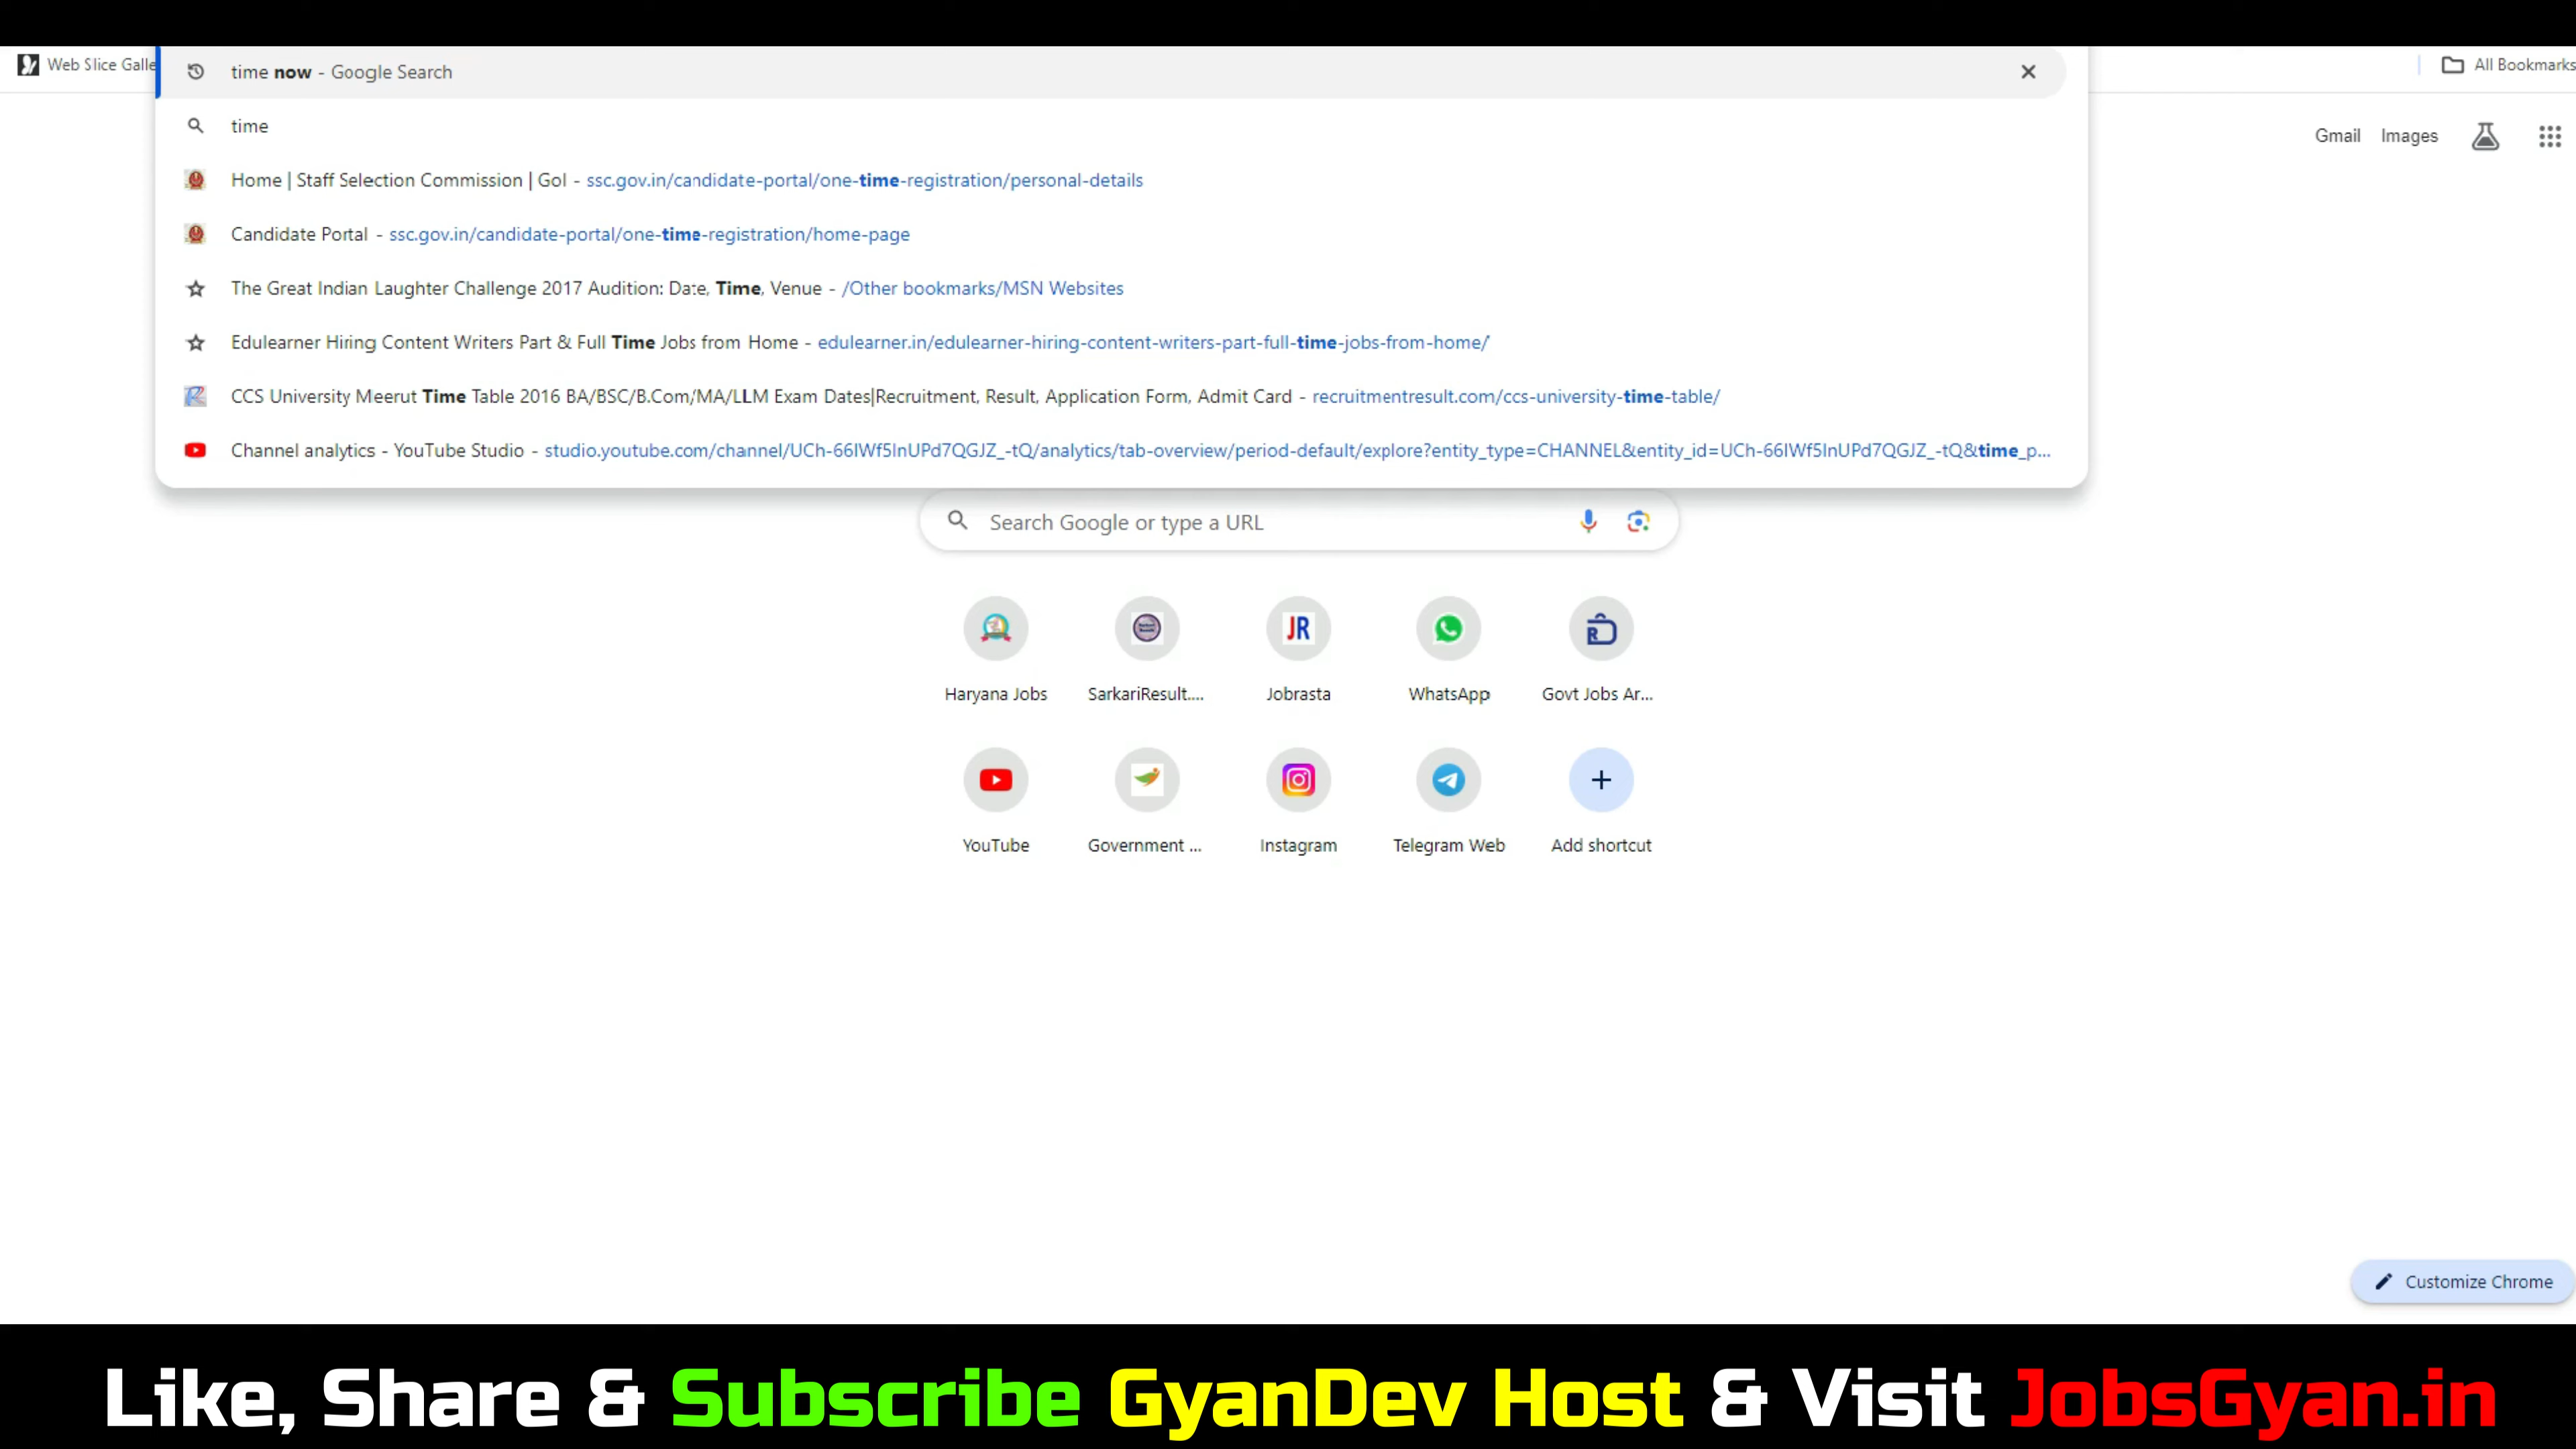 Web Slice Galle
time now - Google Search
All Bookmarks
time
Gmail Images
Home | Staff Selection Commission | GoI - ssc.gov.in/candidate-portal/one-time-registration/personal-details
Candidate Portal - ssc.gov.in/candidate-portal/one-time-registration/home-page
The Great Indian Laughter Challenge 2017 Audition: Date, Time, Venue - /Other bookmarks/MSN Websites
Edulearner Hiring Content Writers Part & Full Time Jobs from Home - edulearner.in/edulearner-hiring-content-writers-part-full-time-jobs-from-home/
CCS University Meerut Time Table 2016 BA/BSC/B.Com/MA/LLM Exam Dates|Recruitment, Result, Application Form, Admit Card - recruitmentresult.com/ccs-university-time-table/
Channel analytics - YouTube Studio - studio.youtube.com/channel/UCh-66IWf5InUPd7QGJZ_-tQ/analytics/tab-overview/period-default/explore?entity_type=CHANNEL&entity_id=UCh-66IWf5InUPd7QGJZ_-tQ&time_p...
Search Google or type a URL
JR
R
Haryana Jobs SarkariResult.... Jobrasta WhatsApp Govt Jobs Ar...
YouTube Government ... Instagram Telegram Web Add shortcut
Customize Chrome
Like, Share & Subscribe GyanDev Host & Visit JobsGyan.in